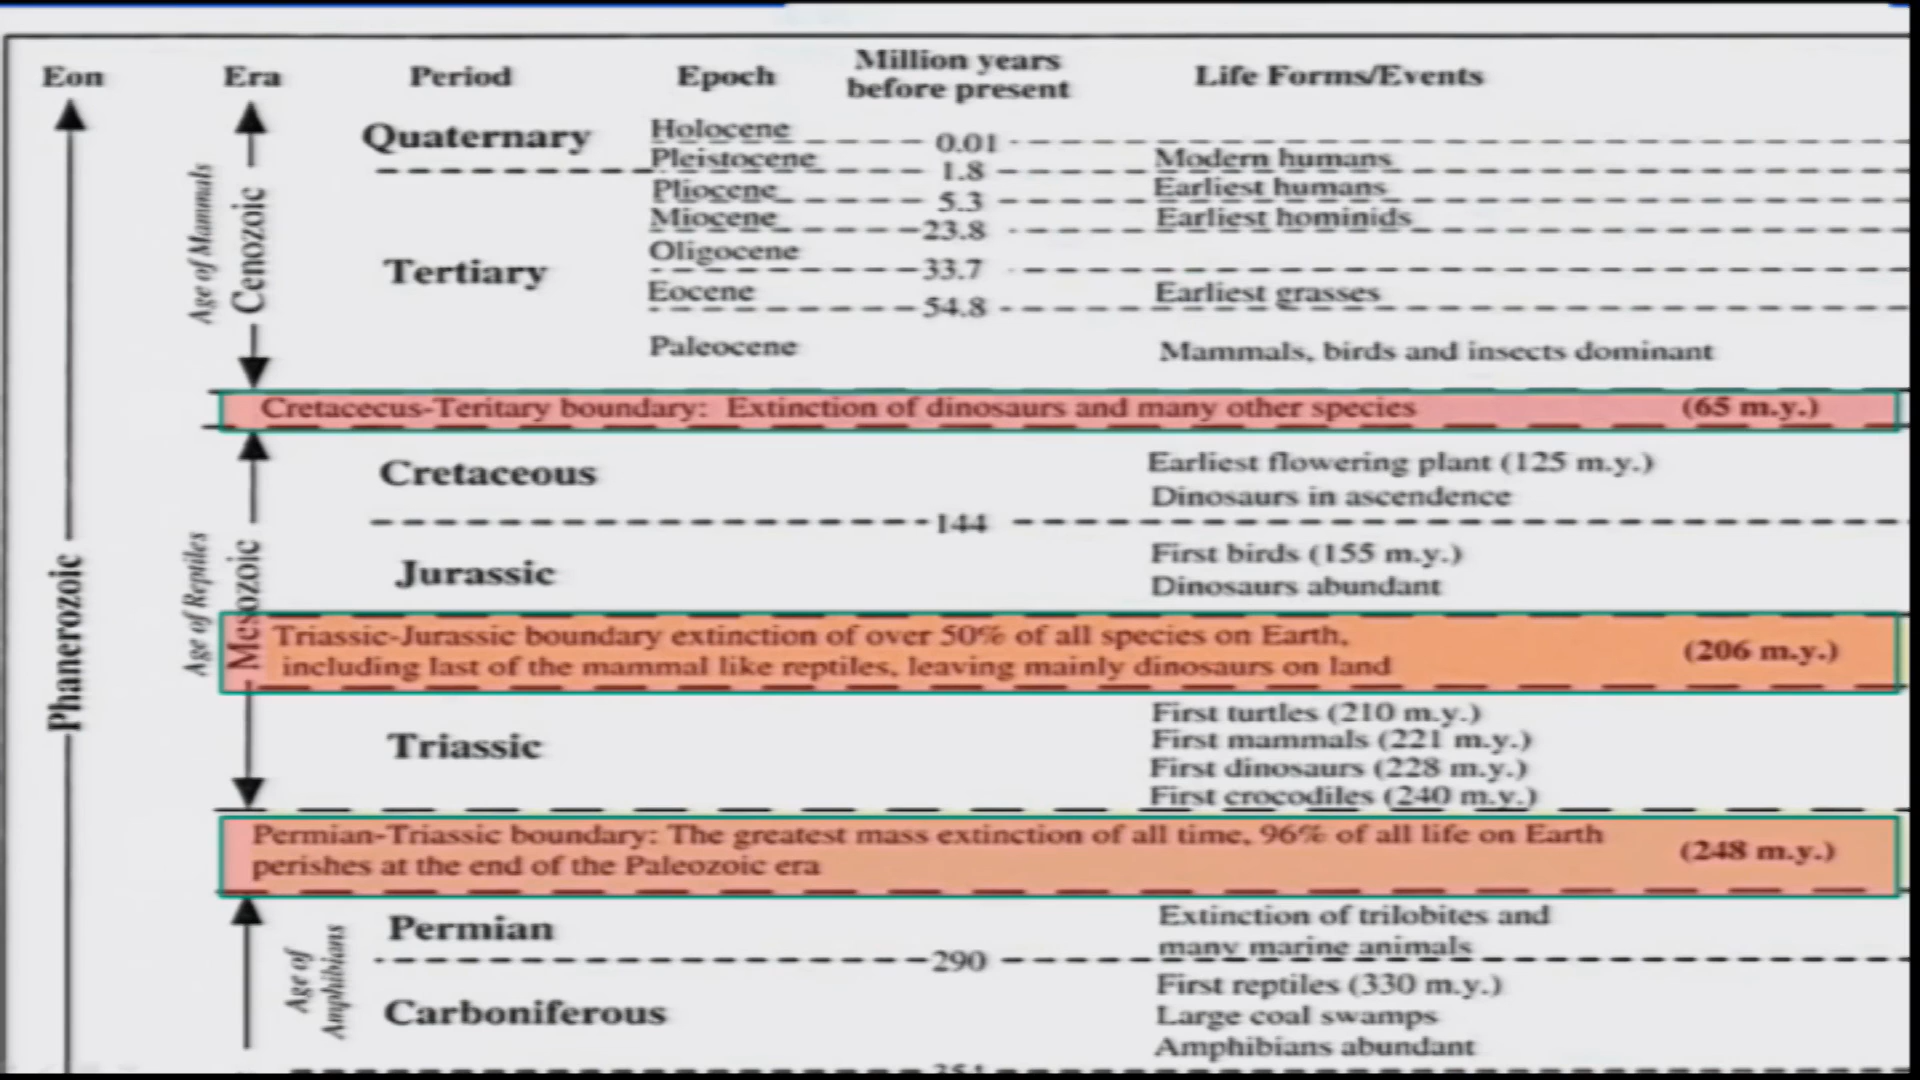 Eon Era Period Epoch Million years before present Life Forms/Events
Phanerozoic
Age of Mammals
Cenozoic
Quaternary
Holocene
0.01
Pleistocene
Modern humans
1.8
Pliocene
Earliest humans
5.3
Miocene
Earliest hominids
23.8
Tertiary
Oligocene
33.7
Eocene
Earliest grasses
54.8
Paleocene
Mammals, birds and insects dominant
Cretacecus-Teritary boundary: Extinction of dinosaurs and many other species (65 m.y.)
Age of Reptiles
Mesozoic
Cretaceous
Earliest flowering plant (125 m.y.)
Dinosaurs in ascendence
144
Jurassic
First birds (155 m.y.)
Dinosaurs abundant
Triassic-Jurassic boundary extinction of over 50% of all species on Earth,
including last of the mammal like reptiles, leaving mainly dinosaurs on land
(206 m.y.)
Triassic
First turtles (210 m.y.)
First mammals (221 m.y.)
First dinosaurs (228 m.y.)
First crocodiles (240 m.y.)
Permian-Triassic boundary: The greatest mass extinction of all time, 96% of all life on Earth
perishes at the end of the Paleozoic era
(248 m.y.)
Age of
Amphibians
Permian
Extinction of trilobites and
many marine animals
290
Carboniferous
First reptiles (330 m.y.)
Large coal swamps
Amphibians abundant